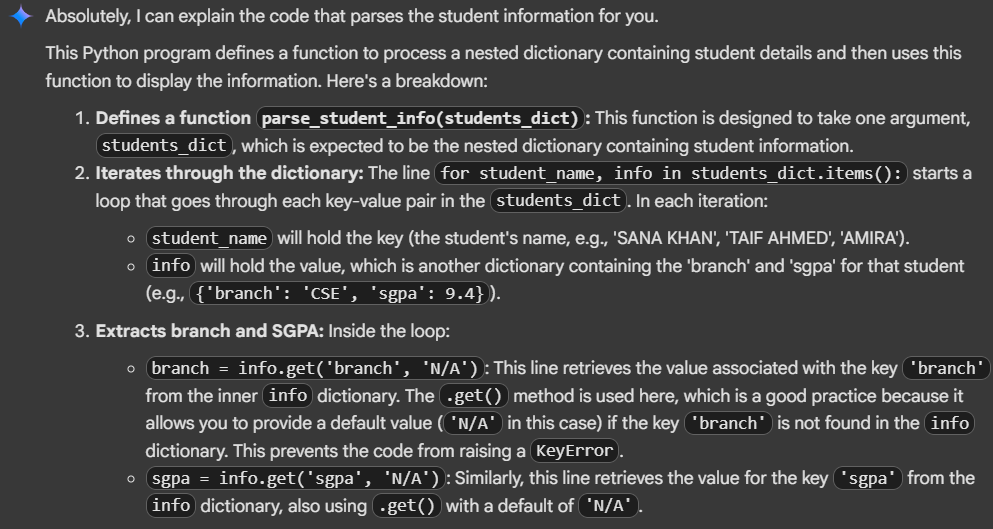 Absolutely, I can explain the code that parses the student information for you.
This Python program defines a function to process a nested dictionary containing student details and then uses this
function to display the information. Here's a breakdown:
1. Defines a function parse_student_info(students_dict): This function is designed to take one argument,
students_dict, which is expected to be the nested dictionary containing student information.
2. Iterates through the dictionary: The line for student_name, info in students_dict.items(): starts a
loop that goes through each key-value pair in the students_dict. In each iteration:
○ student_name will hold the key (the student's name, e.g., 'SANA KHAN', 'TAIF AHMED', 'AMIRA').
○ info will hold the value, which is another dictionary containing the 'branch' and 'sgpa' for that student
(e.g., {'branch': 'CSE', 'sgpa': 9.4}).
3. Extracts branch and SGPA: Inside the loop:
○ branch = info.get('branch', 'N/A'): This line retrieves the value associated with the key 'branch'
from the inner info dictionary. The .get() method is used here, which is a good practice because it
allows you to provide a default value ('N/A' in this case) if the key 'branch' is not found in the info
dictionary. This prevents the code from raising a KeyError.
○ sgpa = info.get('sgpa', 'N/A'): Similarly, this line retrieves the value for the key 'sgpa' from the
info dictionary, also using .get() with a default of 'N/A'.